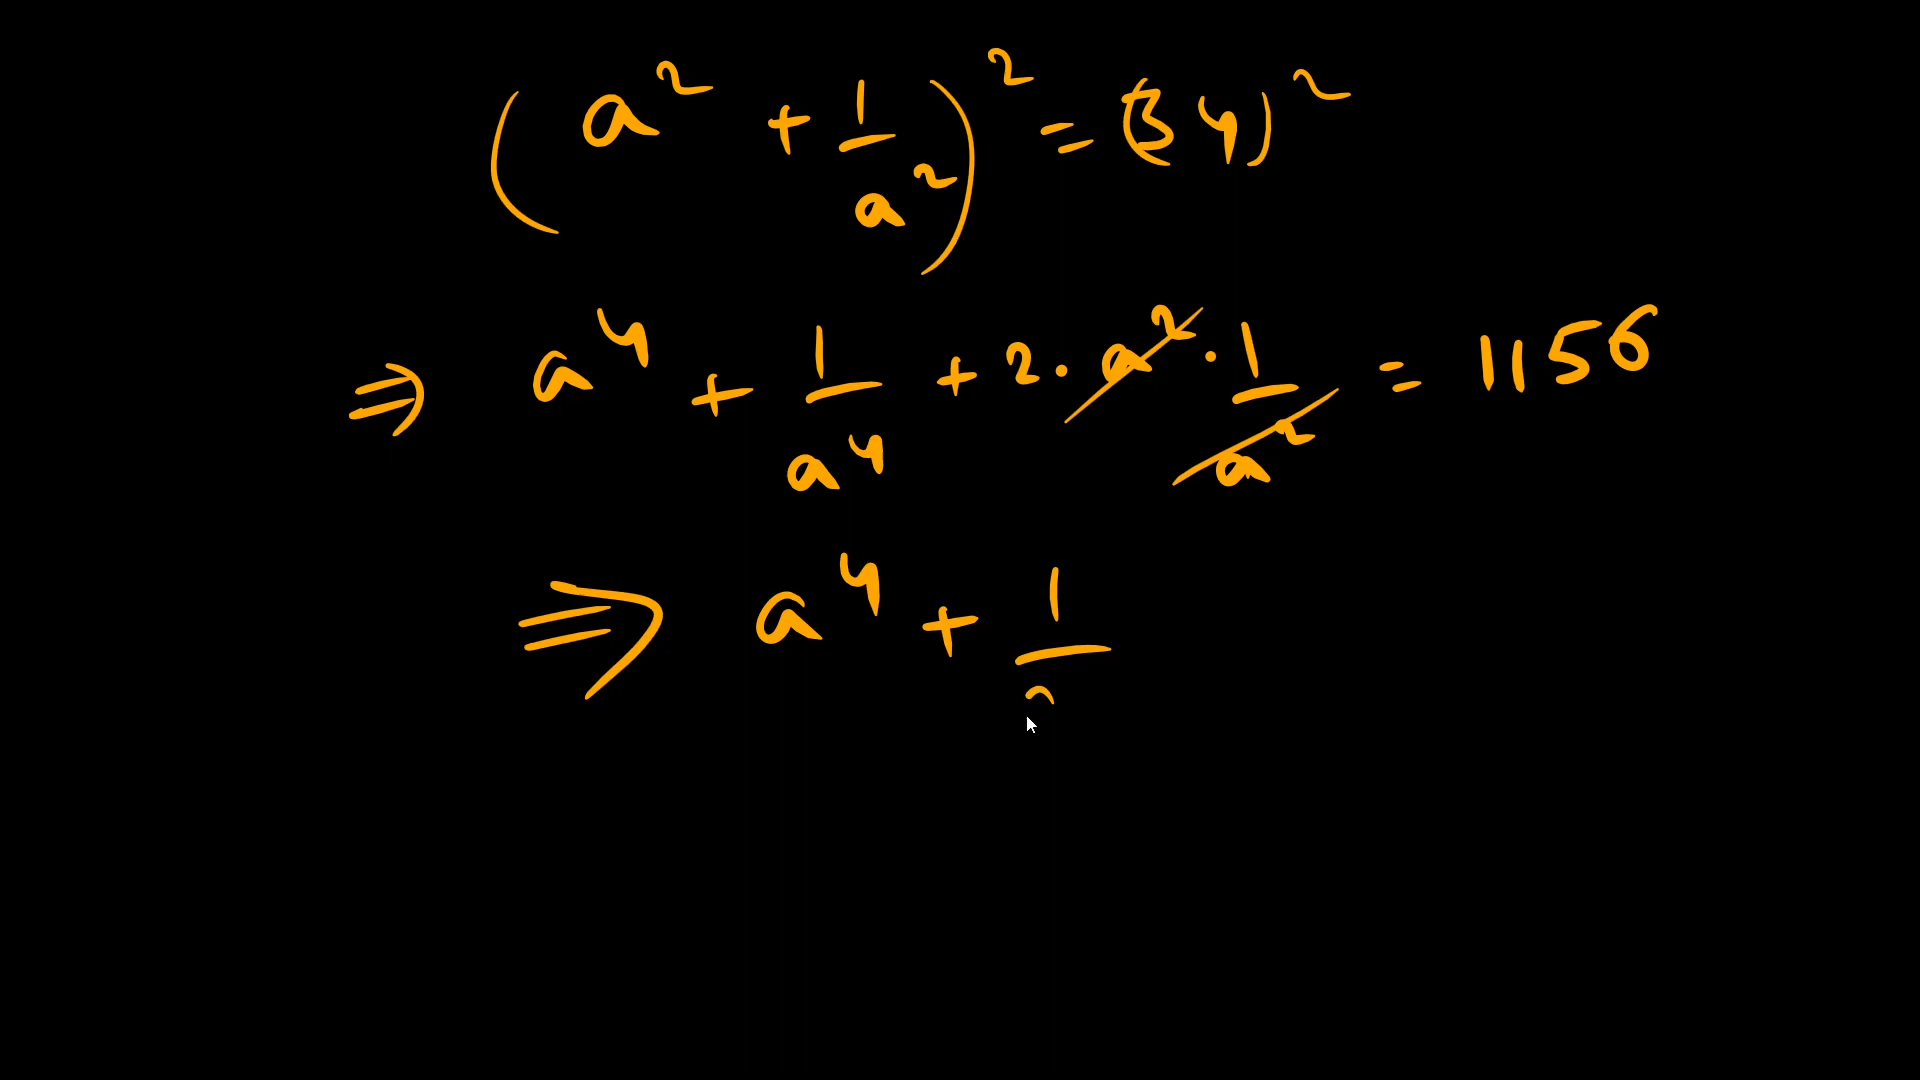 (a² + 1/a²)² = (34)²
⇒ a⁴ + 1/a⁴ + 2 · a² · 1/a² = 1156
⇒ a⁴ + 1/